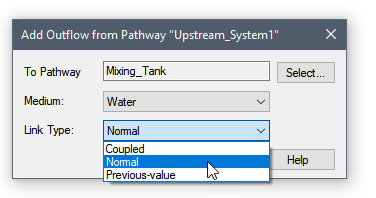 Add Outflow from Pathway "Upstream_System1"
To Pathway Mixing_Tank Select...
Medium: Water
Link Type: Normal
Coupled
Normal Help
Previous-value